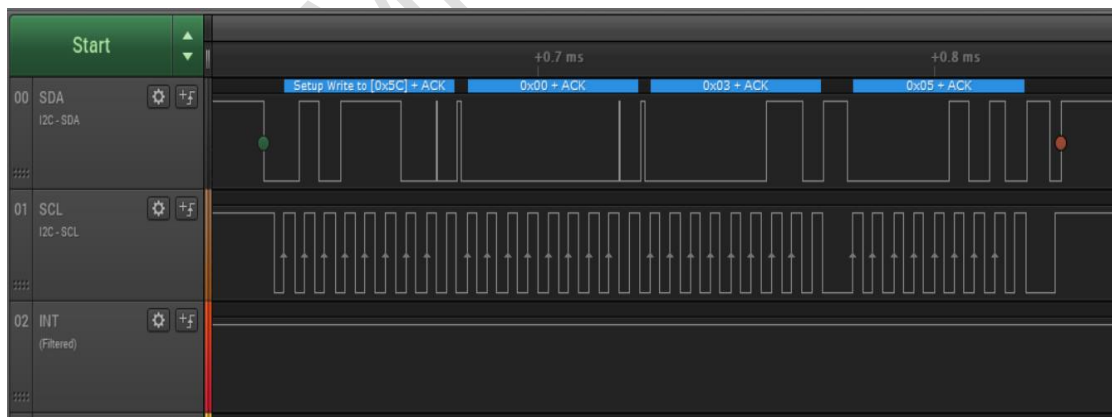 Start
+0.7 ms
+0.8 ms
Setup Write to [0x5C] + ACK
0x00 + ACK
0x03 + ACK
0x05 + ACK
00 SDA
I2C - SDA
01 SCL
I2C - SCL
02 INT
(Filtered)